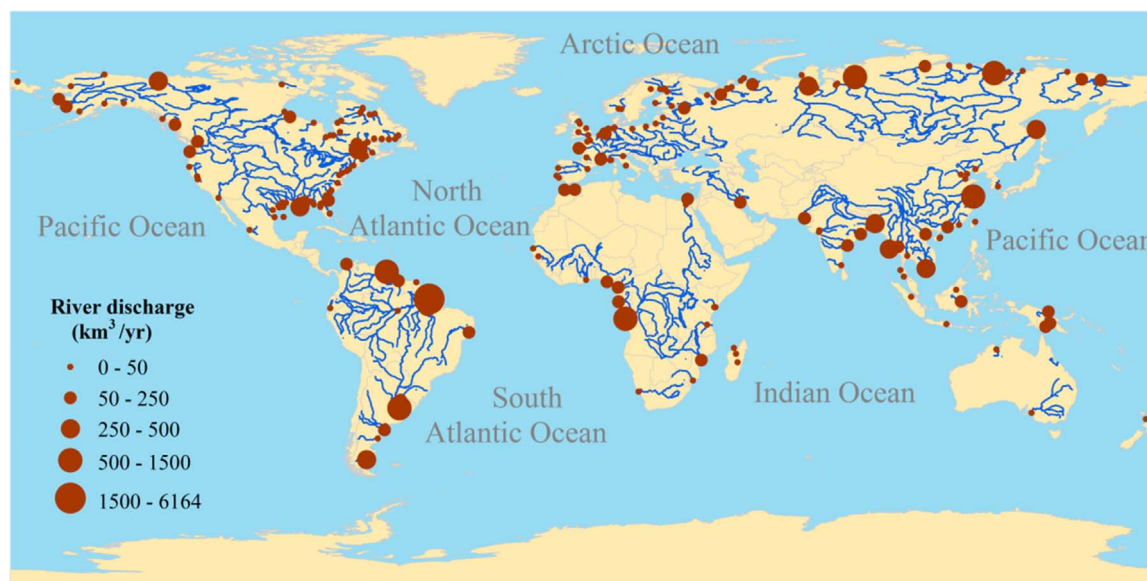 Arctic Ocean
North
Atlantic Ocean
Pacific Ocean
Pacific Ocean
South
Atlantic Ocean
Indian Ocean
River discharge
(km³/yr)
0 - 50
50 - 250
250 - 500
500 - 1500
1500 - 6164